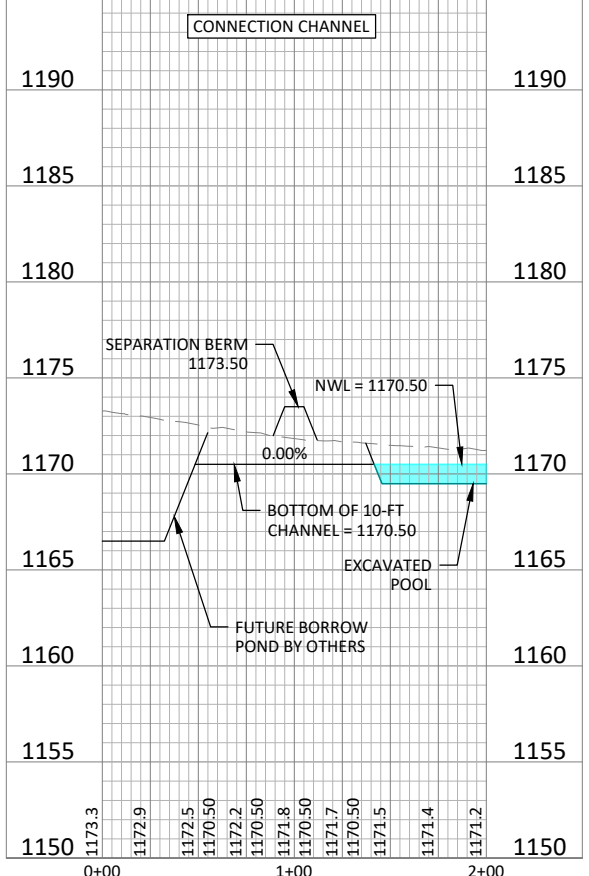 CONNECTION CHANNEL
1190 1190
1185 1185
1180 1180
SEPARATION BERM
1173.50
1175 1175
NWL = 1170.50
0.00%
1170 1170
BOTTOM OF 10-FT
CHANNEL = 1170.50
EXCAVATED
POOL
1165 1165
FUTURE BORROW
POND BY OTHERS
1160 1160
1155 1155
1150 1150
1173.3
1172.9
1172.5
1170.50
1172.2
1170.50
1171.8
1170.50
1171.7
1170.50
1171.5
1171.4
1171.2
0+00 1+00 2+00